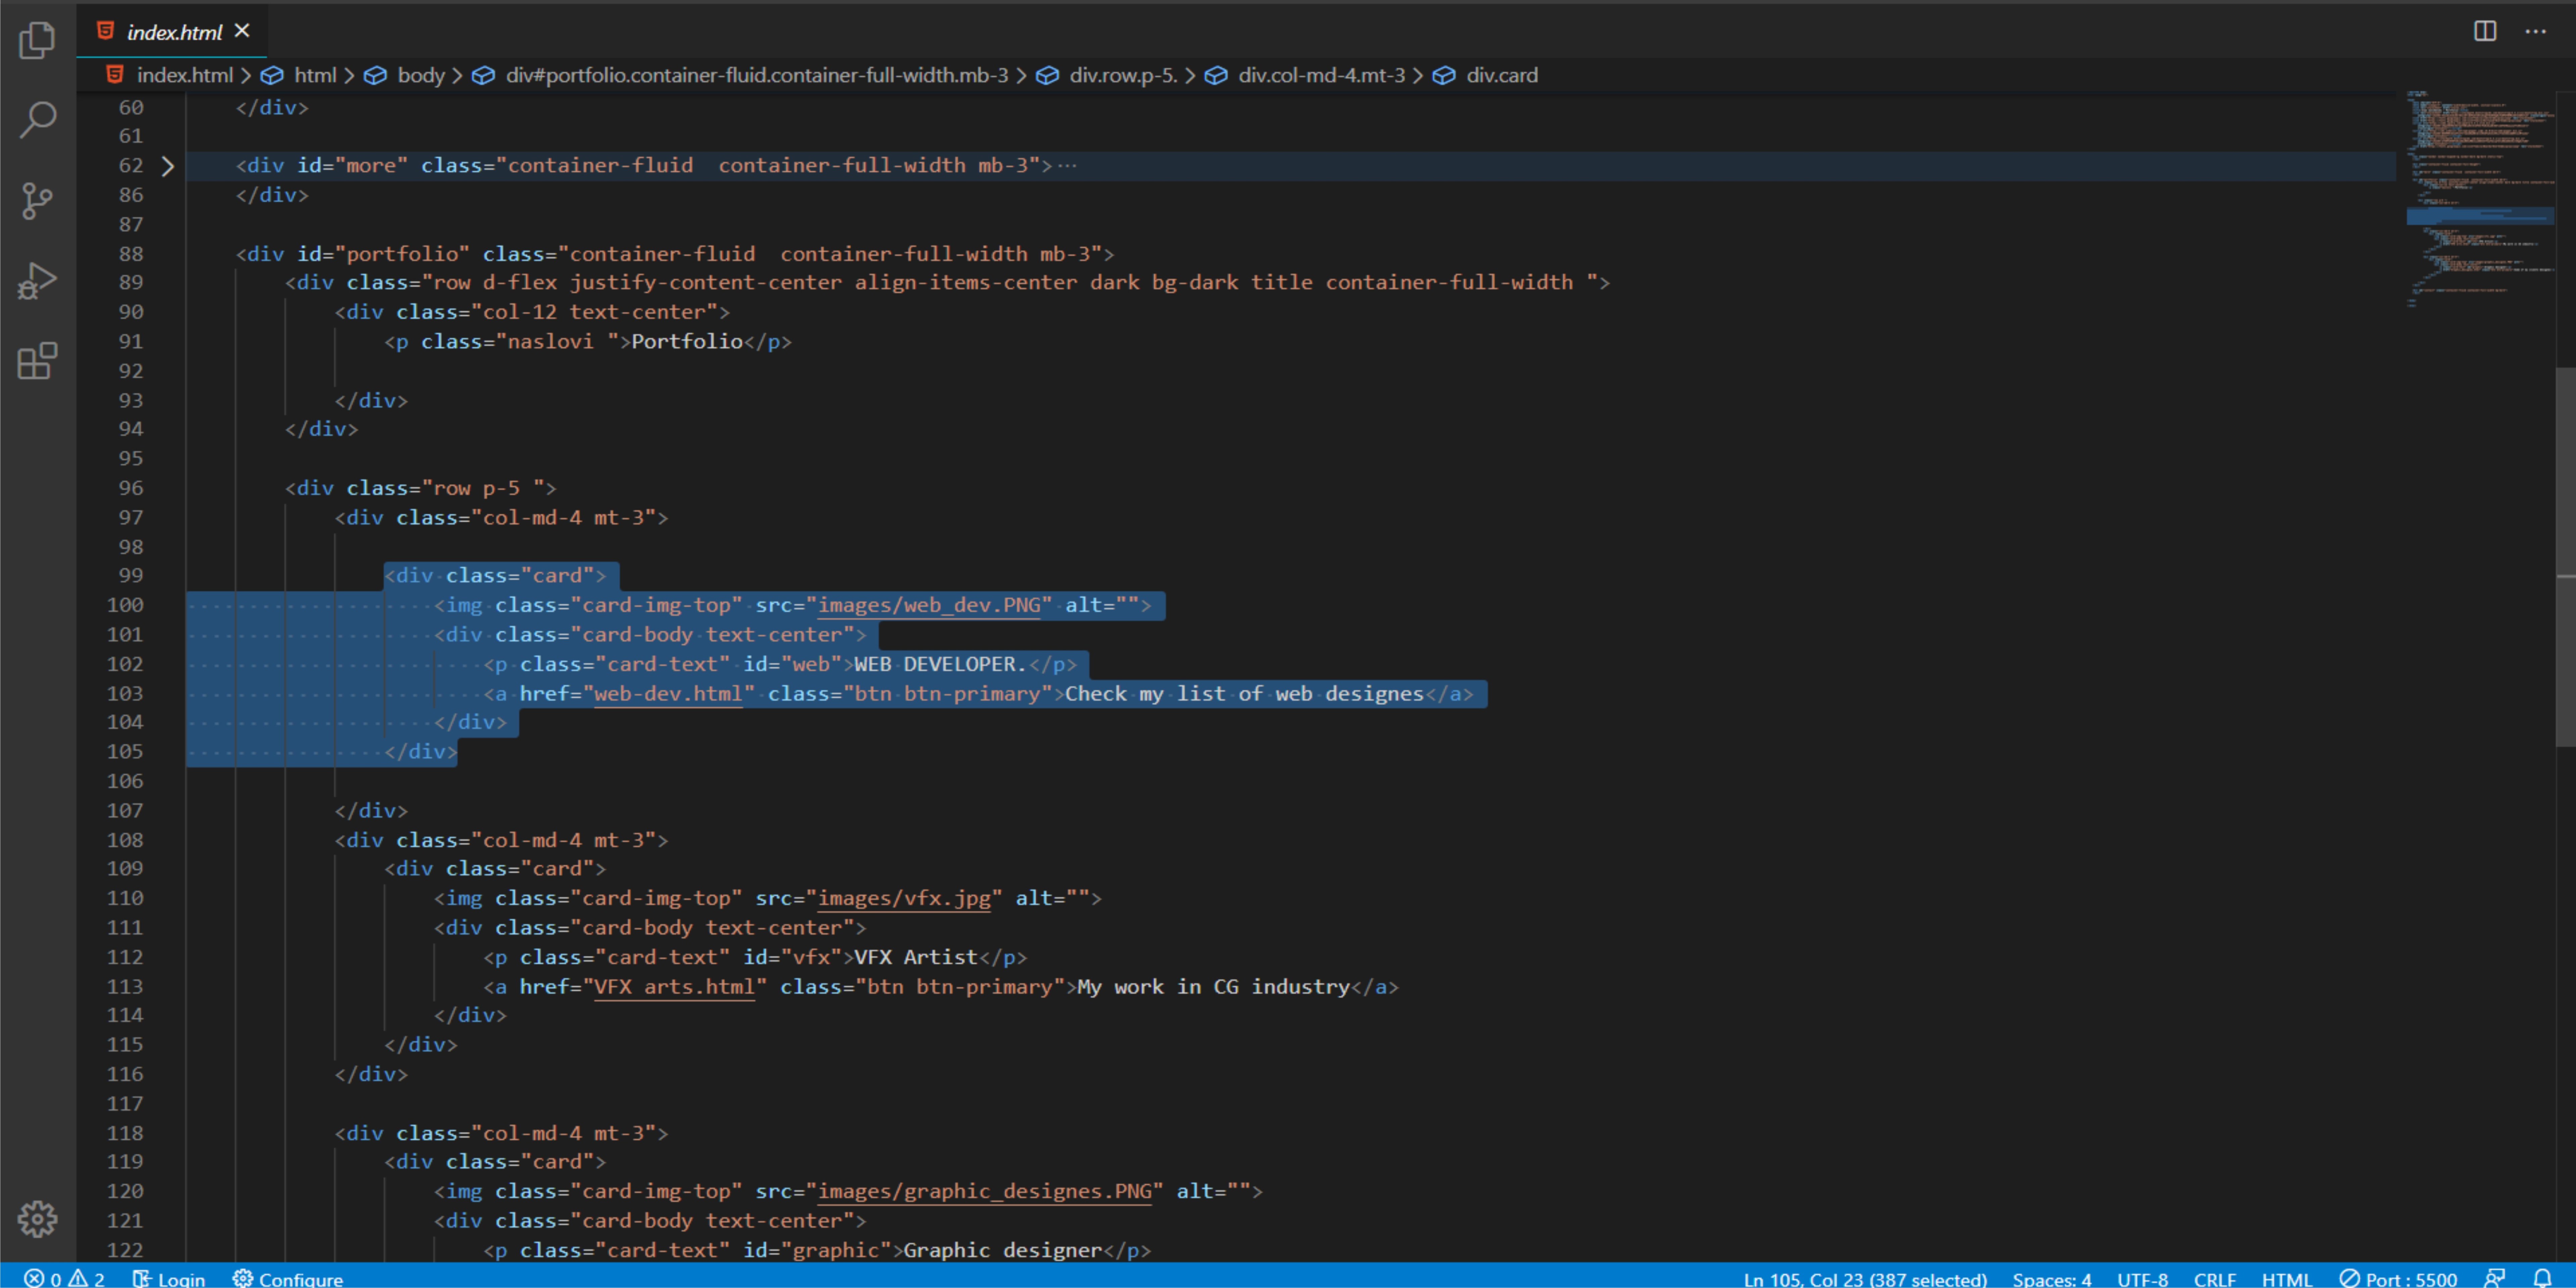 index.html
index.html > html > body > div#portfolio.container-fluid.container-full-width.mb-3 > div.row.p-5. > div.col-md-4.mt-3 > div.card
60 </div>
61
62 <div id="more" class="container-fluid  container-full-width mb-3">···
86 </div>
87
88 <div id="portfolio" class="container-fluid  container-full-width mb-3">
89 <div class="row d-flex justify-content-center align-items-center dark bg-dark title container-full-width ">
90 <div class="col-12 text-center">
91 <p class="naslovi ">Portfolio</p>
92
93 </div>
94 </div>
95
96 <div class="row p-5 ">
97 <div class="col-md-4 mt-3">
98
99 <div class="card">
100 <img class="card-img-top" src="images/web_dev.PNG" alt="">
101 <div class="card-body text-center">
102 <p class="card-text" id="web">WEB DEVELOPER.</p>
103 <a href="web-dev.html" class="btn btn-primary">Check my list of web designes</a>
104 </div>
105 </div>
106
107 </div>
108 <div class="col-md-4 mt-3">
109 <div class="card">
110 <img class="card-img-top" src="images/vfx.jpg" alt="">
111 <div class="card-body text-center">
112 <p class="card-text" id="vfx">VFX Artist</p>
113 <a href="VFX arts.html" class="btn btn-primary">My work in CG industry</a>
114 </div>
115 </div>
116 </div>
117
118 <div class="col-md-4 mt-3">
119 <div class="card">
120 <img class="card-img-top" src="images/graphic_designes.PNG" alt="">
121 <div class="card-body text-center">
122 <p class="card-text" id="graphic">Graphic designer</p>
0 2 Login Configure Ln 105, Col 23 (387 selected) Spaces: 4 UTF-8 CRLF HTML Port : 5500